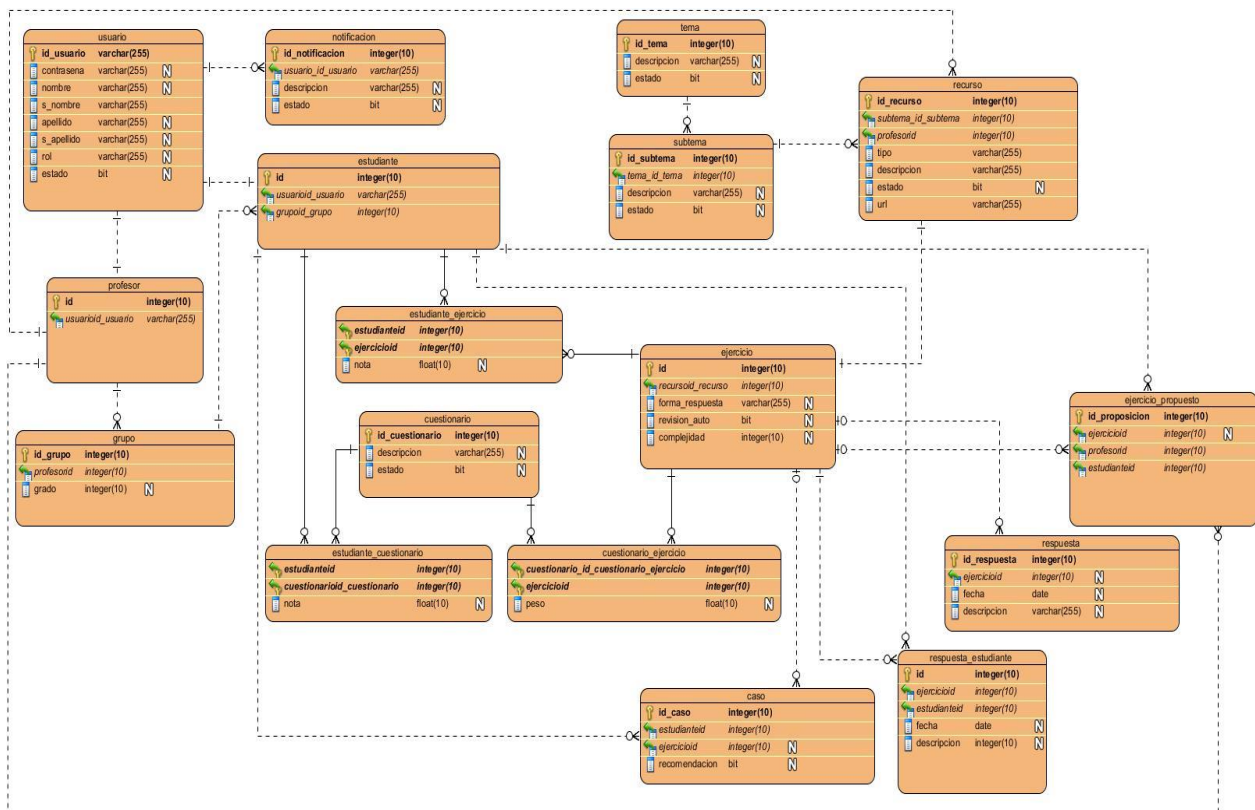 usuario
id_usuario varchar(255)
contrasena varchar(255) N
nombre varchar(255) N
s_nombre varchar(255)
apellido varchar(255) N
s_apellido varchar(255) N
rol varchar(255) N
estado bit N
notificacion
id_notificacion integer(10)
usuario_id_usuario varchar(255)
descripcion varchar(255) N
estado bit N
tema
id_tema integer(10)
descripcion varchar(255) N
estado bit N
recurso
id_recurso integer(10)
subtema_id_subtema integer(10)
profesorid integer(10)
tipo varchar(255)
descripcion varchar(255)
estado bit N
url varchar(255)
subtema
id_subtema integer(10)
tema_id_tema integer(10)
descripcion varchar(255) N
estado bit N
estudiante
id integer(10)
usuarioid_usuario varchar(255)
grupoid_grupo integer(10)
profesor
id integer(10)
usuarioid_usuario varchar(255)
estudiante_ejercicio
estudianteid integer(10)
ejercicioid integer(10)
nota float(10) N
ejercicio
id integer(10)
recursoid_recurso integer(10)
forma_respuesta varchar(255) N
revision_auto bit N
complejidad integer(10) N
ejercicio_propuesto
id_proposicion integer(10)
ejercicioid integer(10) N
profesorid integer(10)
estudianteid integer(10)
grupo
id_grupo integer(10)
profesorid integer(10)
grado integer(10) N
cuestionario
id_cuestionario integer(10)
descripcion varchar(255) N
estado bit N
estudiante_cuestionario
estudianteid integer(10)
cuestionarioid_cuestionario integer(10)
nota float(10) N
cuestionario_ejercicio
cuestionario_id_cuestionario_ejercicio integer(10)
ejercicioid integer(10)
peso float(10) N
respuesta
id_respuesta integer(10)
ejercicioid integer(10) N
fecha date N
descripcion varchar(255) N
respuesta_estudiante
id integer(10)
ejercicioid integer(10)
estudianteid integer(10)
fecha date N
descripcion integer(10) N
caso
id_caso integer(10)
estudianteid integer(10)
ejercicioid integer(10) N
recomendacion bit N